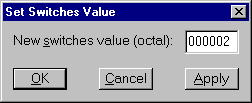 Set Switches Value
New switches value (octal): 000002
OK Cancel Apply